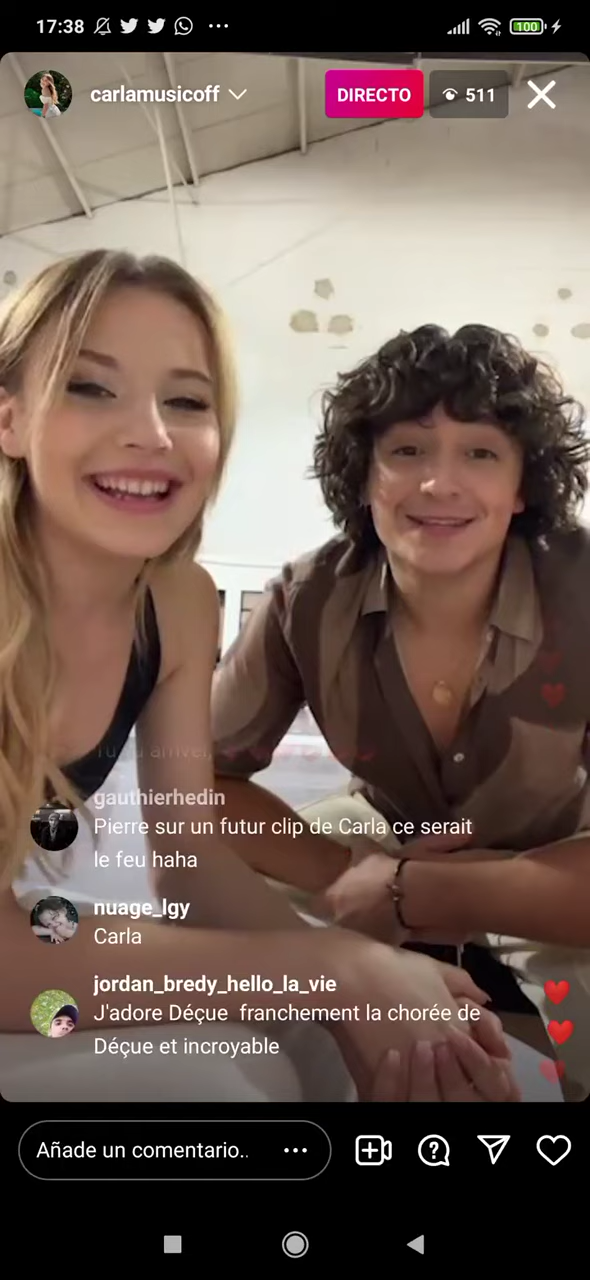 17:38
100
carlamusicoff
DIRECTO
511
gauthierhedin
Pierre sur un futur clip de Carla ce serait
le feu haha
nuage_lgy
Carla
jordan_bredy_hello_la_vie
J'adore Déçue franchement la chorée de
Déçue et incroyable
Añade un comentario..